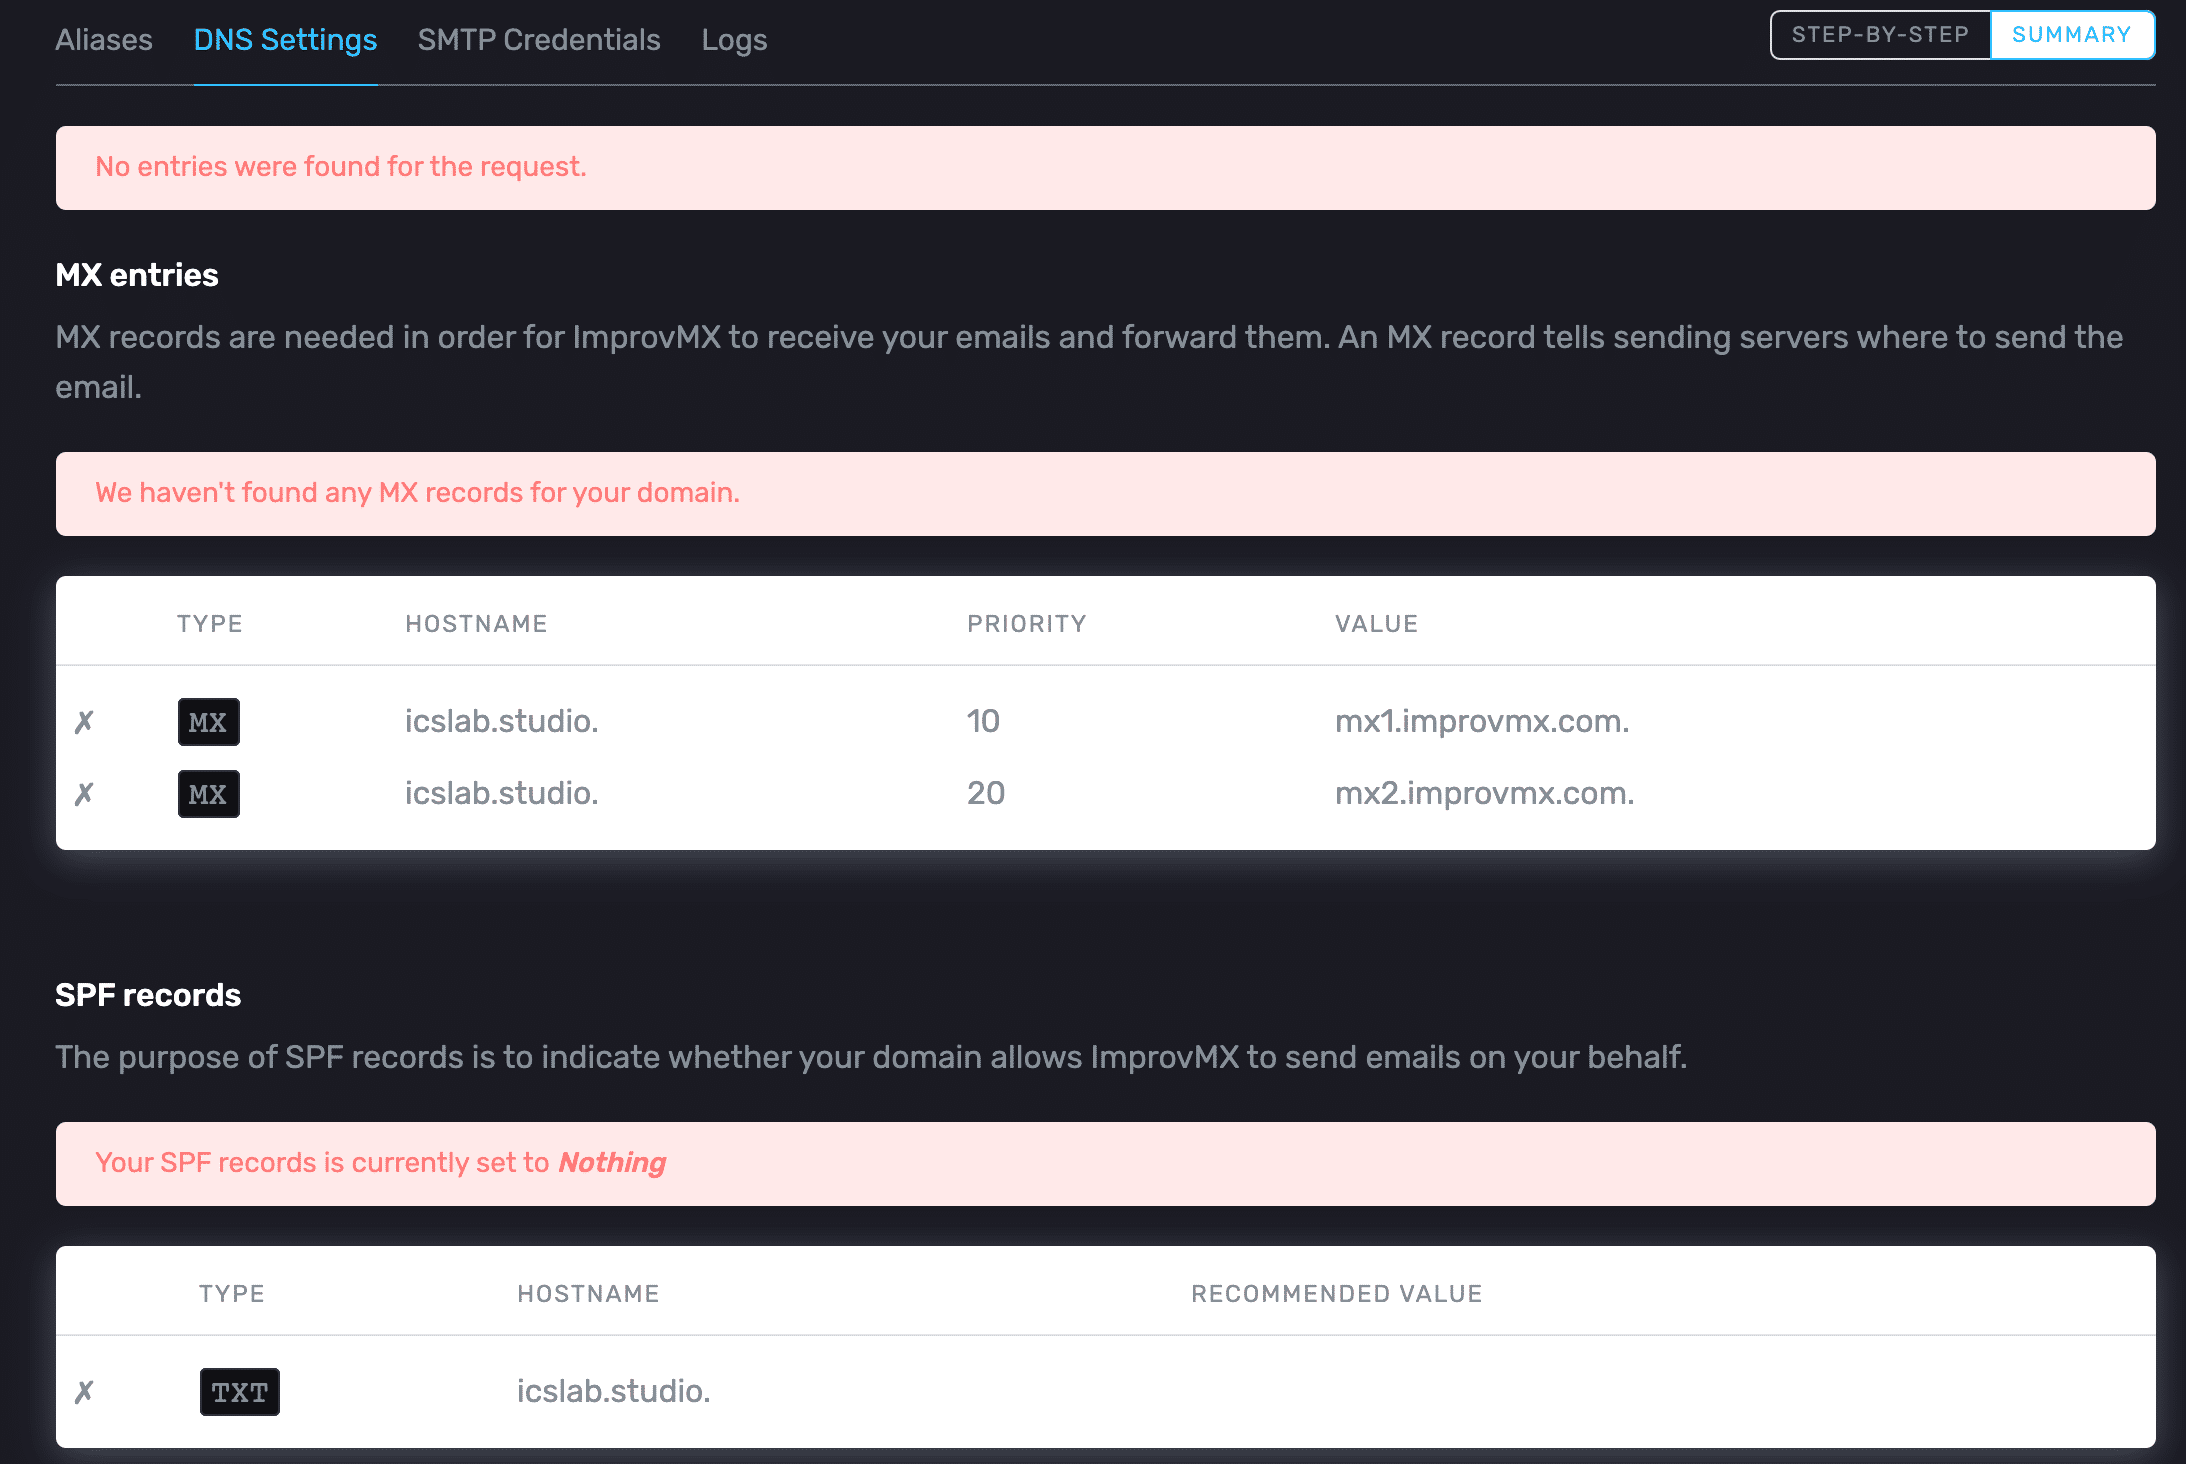 Aliases DNS Settings SMTP Credentials Logs STEP-BY-STEP SUMMARY
No entries were found for the request.
MX entries
MX records are needed in order for ImprovMX to receive your emails and forward them. An MX record tells sending servers where to send the
email.
We haven't found any MX records for your domain.
TYPE HOSTNAME PRIORITY VALUE
✗ MX icslab.studio. 10 mx1.improvmx.com.
✗ MX icslab.studio. 20 mx2.improvmx.com.
SPF records
The purpose of SPF records is to indicate whether your domain allows ImprovMX to send emails on your behalf.
Your SPF records is currently set to Nothing
TYPE HOSTNAME RECOMMENDED VALUE
✗ TXT icslab.studio.